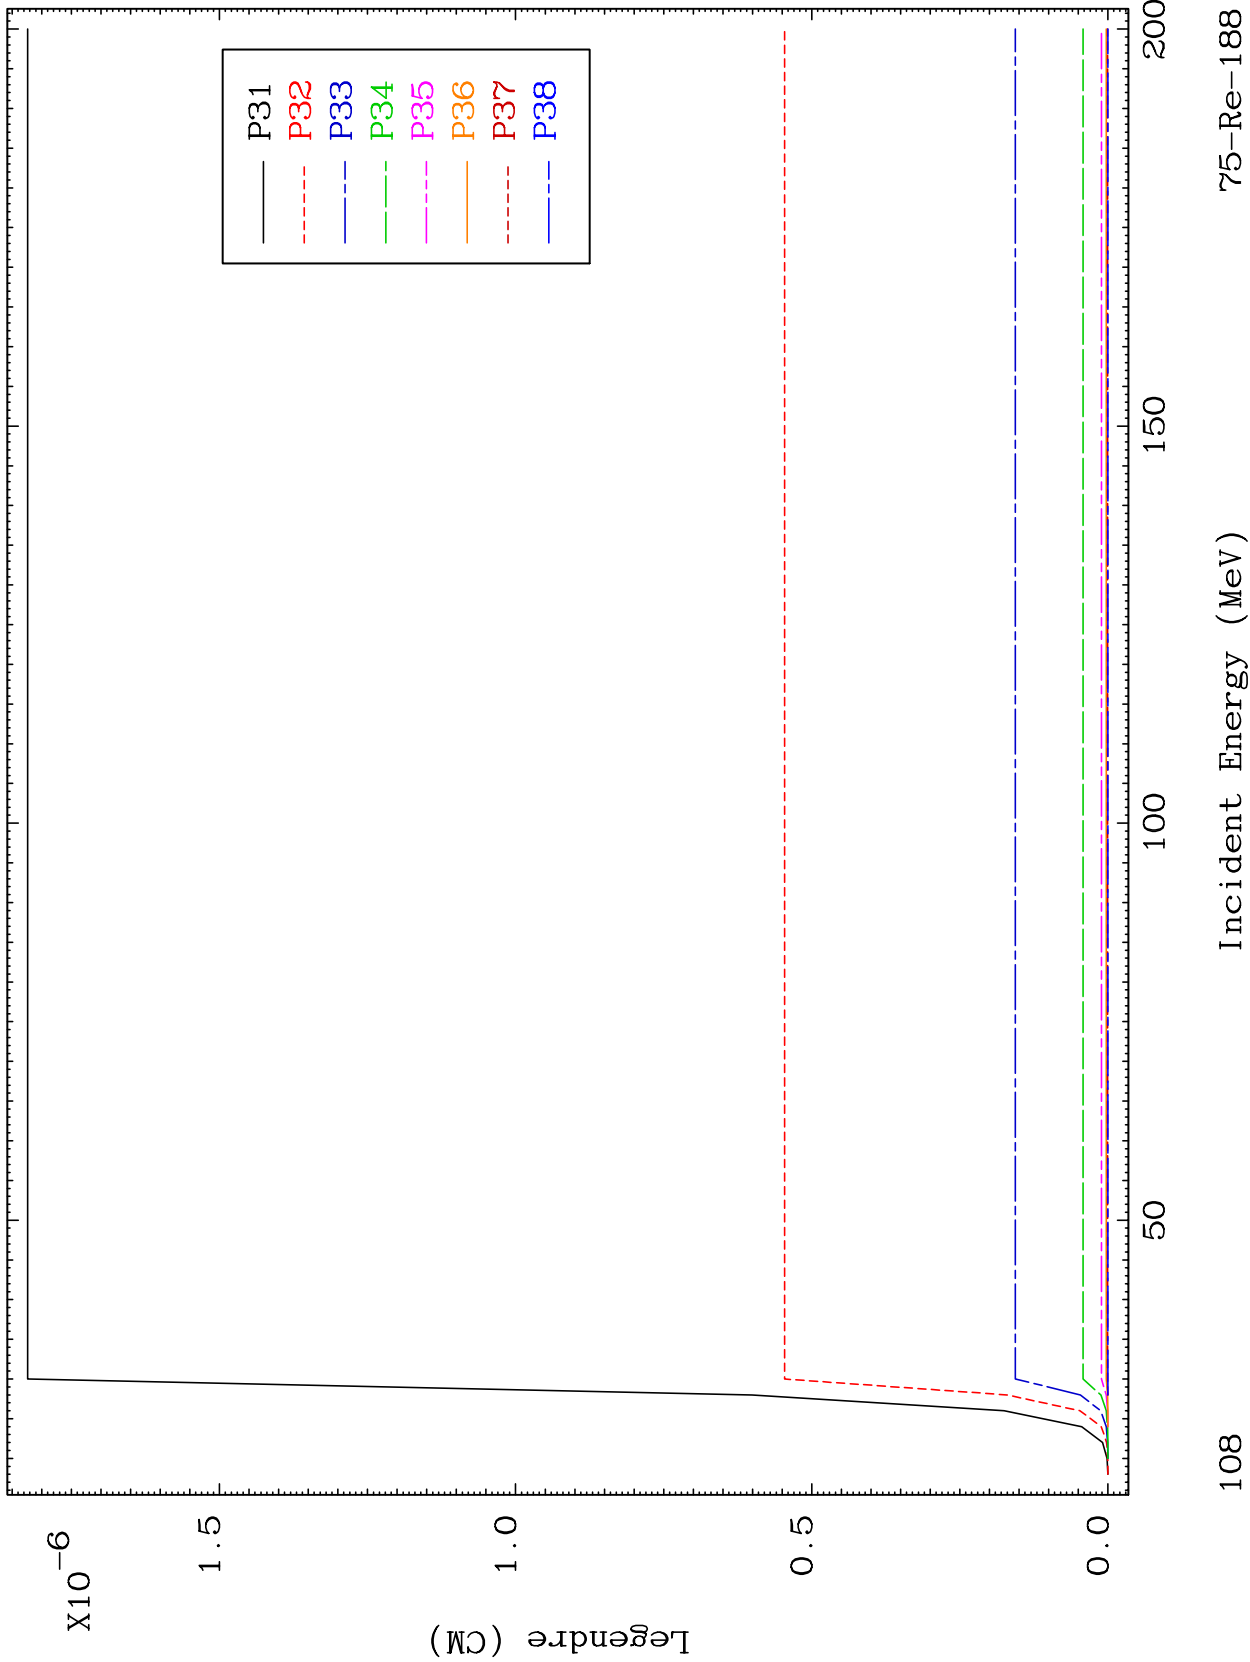 X10-6
1.5
1.0
0.5
0.0
Legendre (CM)
P31
P32
P33
P34
P35
P36
P37
P38
50
100
150
200
108
Incident Energy (MeV)
75-Re-188